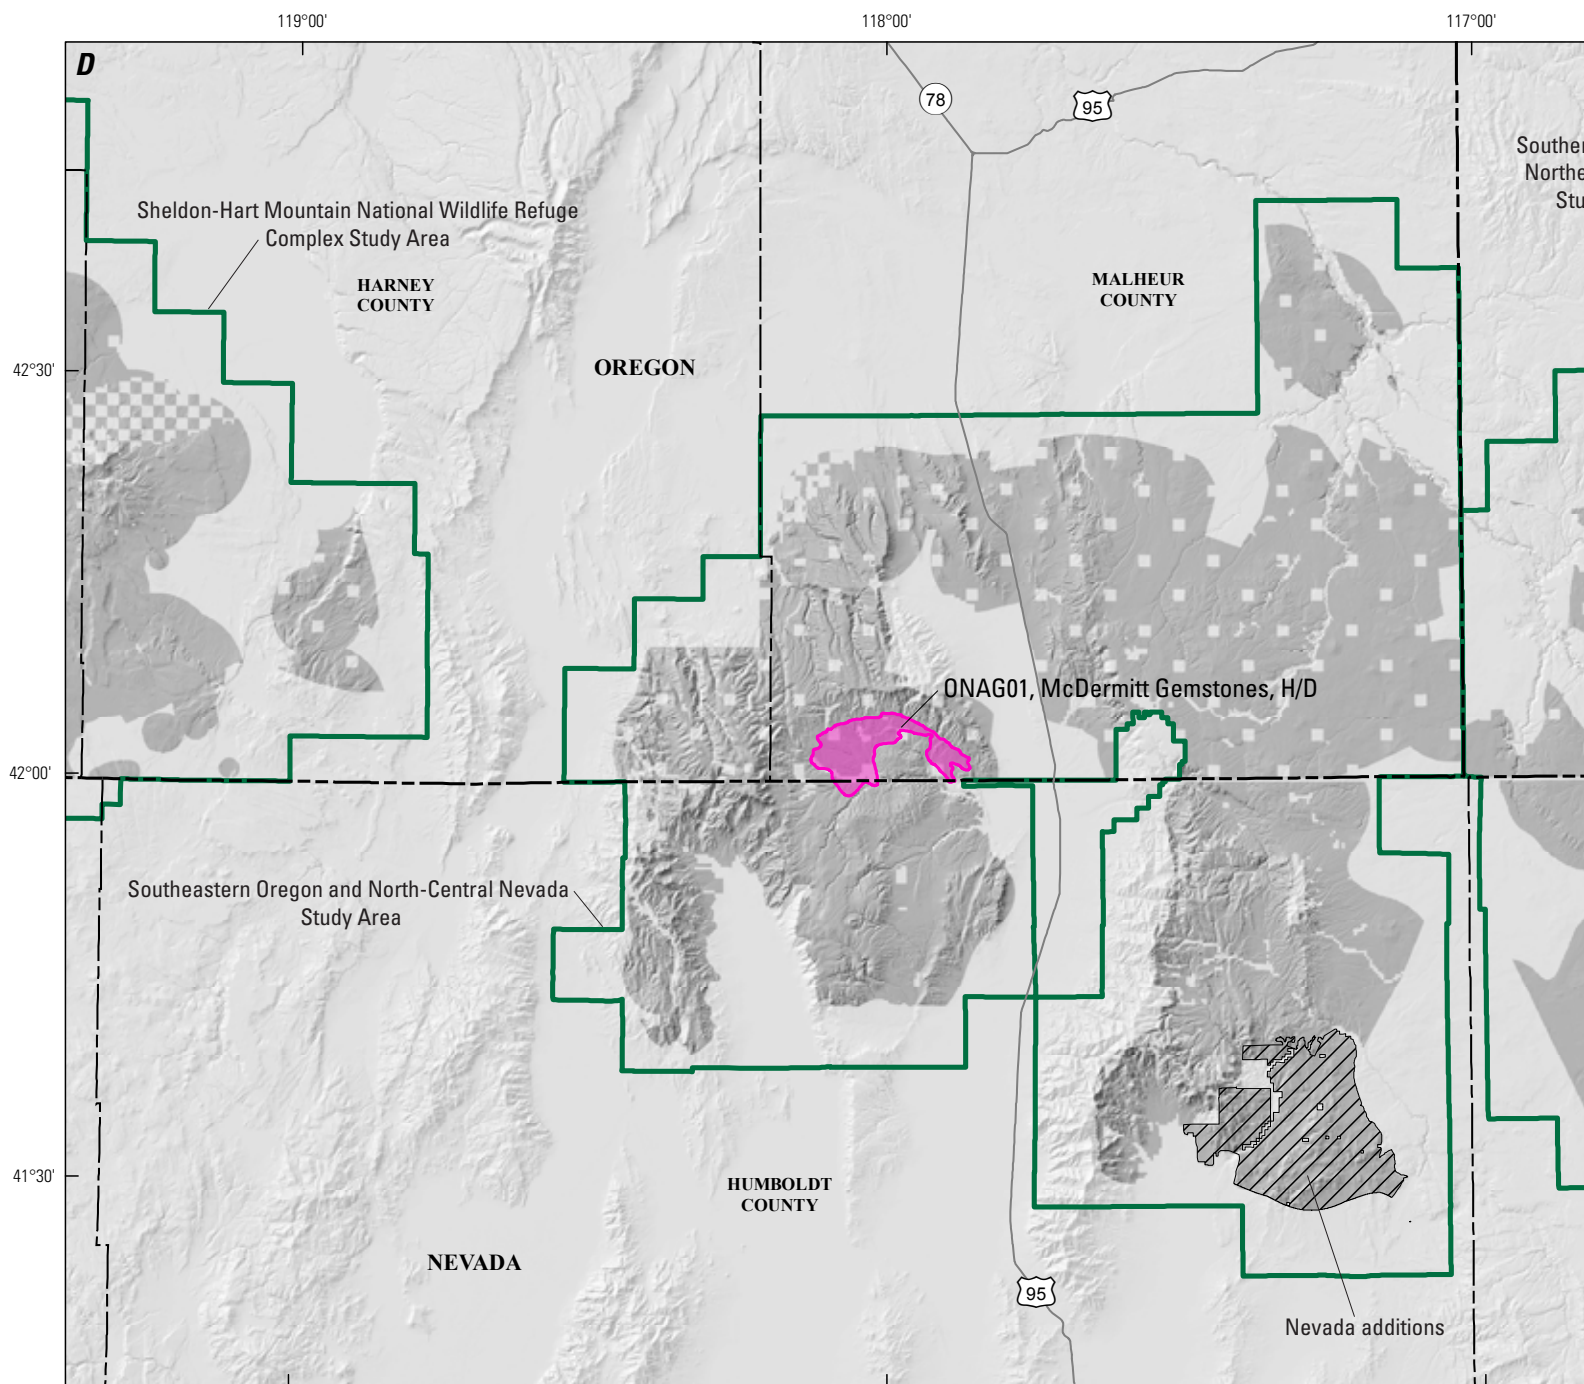 119°00'
118°00'
117°00'
D
78
95
Southe
Northe
Stu
Sheldon-Hart Mountain National Wildlife Refuge
Complex Study Area
HARNEY
COUNTY
MALHEUR
COUNTY
42°30'
OREGON
ONAG01, McDermitt Gemstones, H/D
42°00'
Southeastern Oregon and North-Central Nevada
Study Area
41°30'
HUMBOLDT
COUNTY
NEVADA
95
Nevada additions